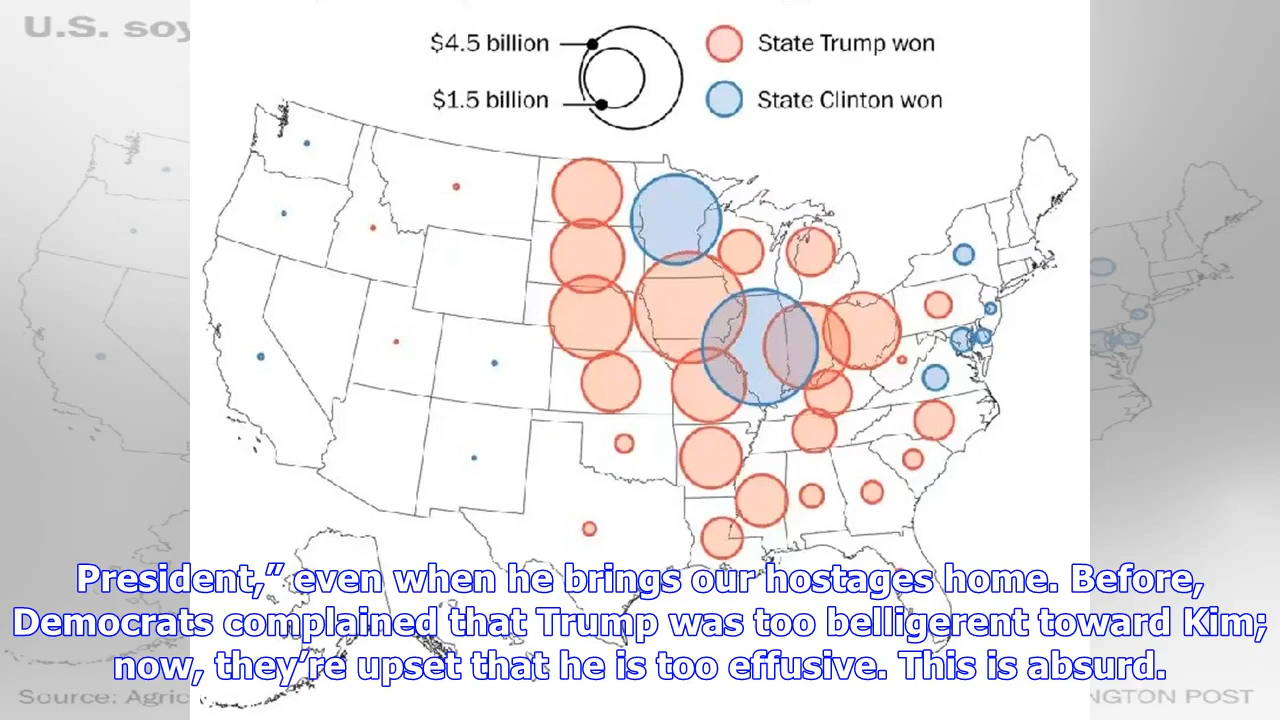 U.S. soy
$4.5 billion
State Trump won
$1.5 billion
State Clinton won
President,” even when he brings our hostages home. Before,
Democrats complained that Trump was too belligerent toward Kim;
now, they’re upset that he is too effusive. This is absurd.
Source: Agric
NGTON POST